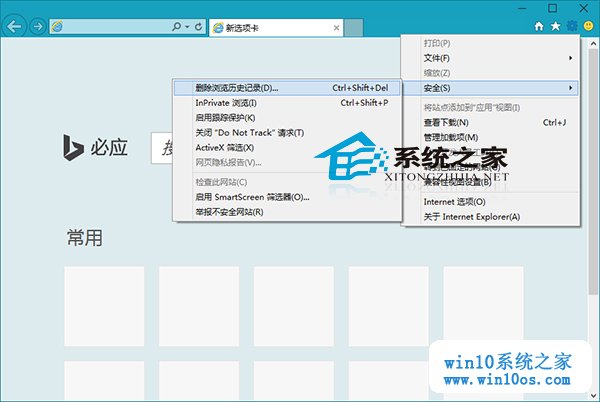 新选项卡
打印(P)
文件(F)
缩放(Z)
安全(S)
将站点添加到“应用”视图(I)
查看下载(N) Ctrl+J
管理加载项(M)
兼容性视图设置(B)
Internet 选项(O)
关于 Internet Explorer(A)
删除浏览历史记录(D)... Ctrl+Shift+Del
InPrivate 浏览(I) Ctrl+Shift+P
启用跟踪保护(K)
关闭 “Do Not Track” 请求(T)
ActiveX 筛选(X)
网页隐私报告(V)...
检查此网站(C)
启用 SmartScreen 筛选器(O)...
举报不安全网站(R)
必应
系统之家
XITONGZHIJIA.NET
常用
win10系统之家
www.win10os.com